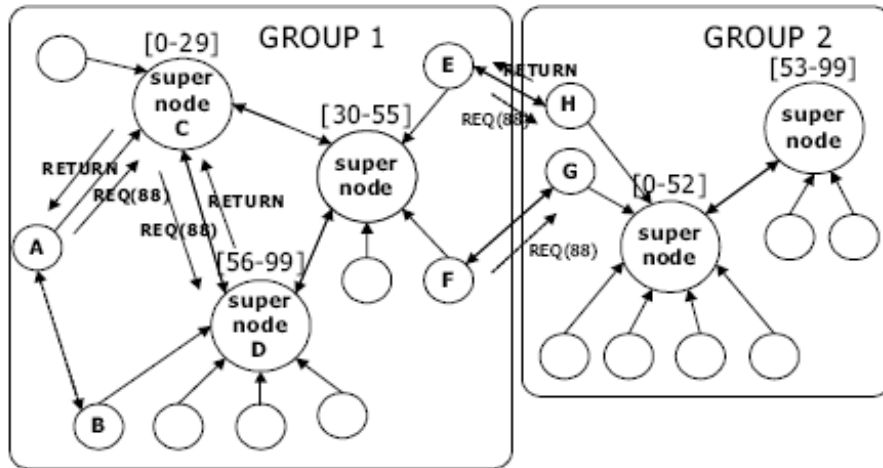 GROUP 1
GROUP 2
[0-29]
super
node
C
E
RETURN
REQ(88)
H
[53-99]
super
node
[30-55]
super
node
RETURN
REQ(88)
RETURN
REQ(88)
G
[0-52]
super
node
A
REQ(88)
F
[56-99]
super
node
D
B